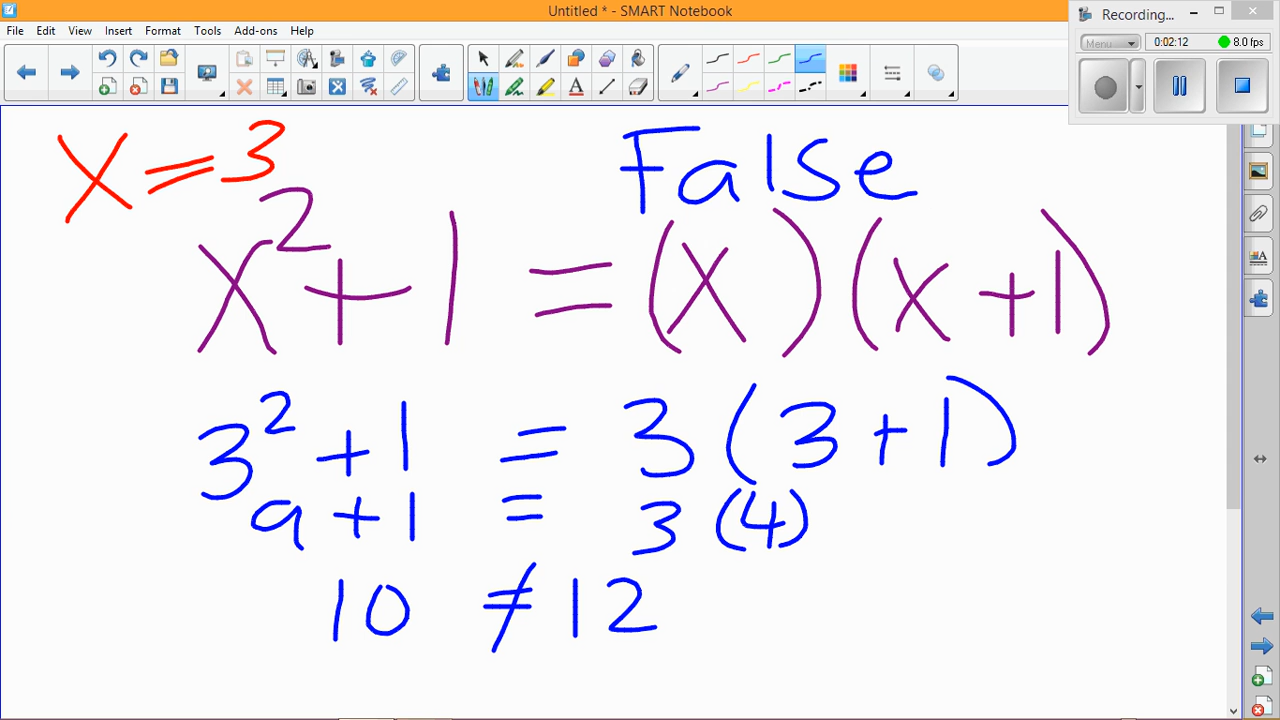 Untitled * - SMART Notebook
Recording...
File Edit View Insert Format Tools Add-ons Help
Menu 0:02:12 8.0 fps
x = 3
False
x² + 1 = (x)(x + 1)
3² + 1 = 3(3 + 1)
9 + 1 = 3(4)
10 ≠ 12